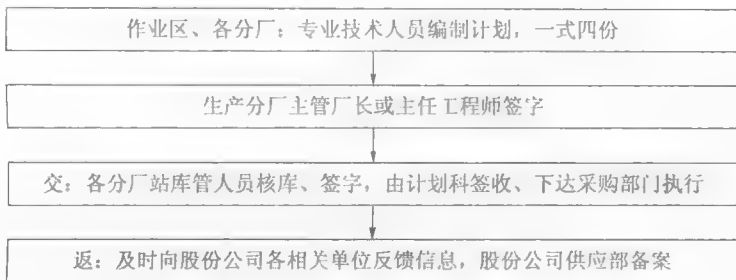 作业区、各分厂：专业技术人员编制计划，一式四份
生产分厂主管厂长或主任工程师签字
交：各分厂站库管人员核库、签字，由计划科签收、下达采购部门执行
返：及时向股份公司各相关单位反馈信息，股份公司供应部备案